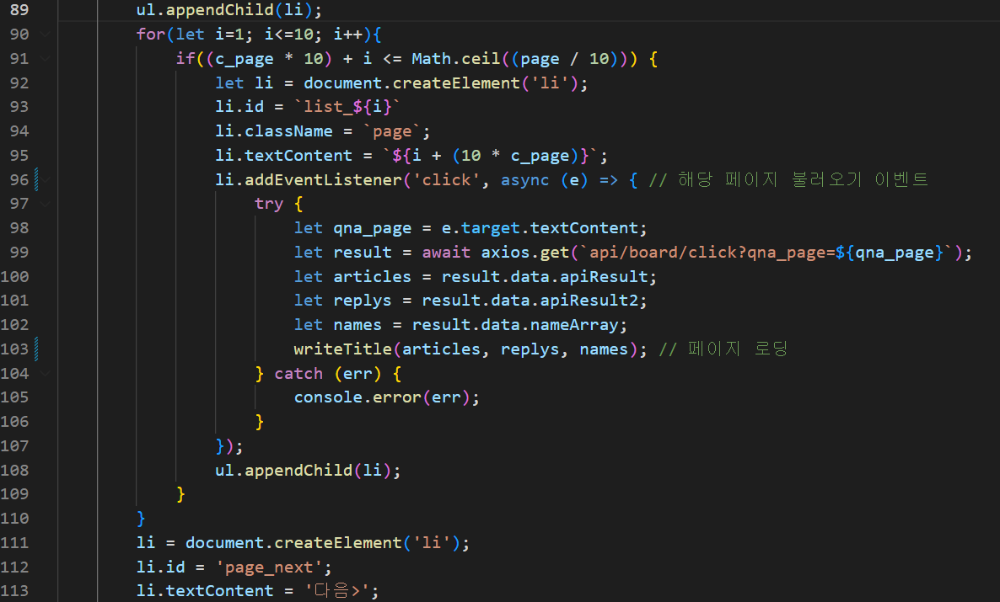 89 ul.appendChild(li);
90 for(let i=1; i<=10; i++){
91 if((c_page * 10) + i <= Math.ceil((page / 10))) {
92 let li = document.createElement('li');
93 li.id = `list_${i}`
94 li.className = `page`;
95 li.textContent = `${i + (10 * c_page)}`;
96 li.addEventListener('click', async (e) => { // 해당 페이지 불러오기 이벤트
97 try {
98 let qna_page = e.target.textContent;
99 let result = await axios.get(`api/board/click?qna_page=${qna_page}`);
100 let articles = result.data.apiResult;
101 let replys = result.data.apiResult2;
102 let names = result.data.nameArray;
103 writeTitle(articles, replys, names); // 페이지 로딩
104 } catch (err) {
105 console.error(err);
106 }
107 });
108 ul.appendChild(li);
109 }
110 }
111 li = document.createElement('li');
112 li.id = 'page_next';
113 li.textContent = '다음>';